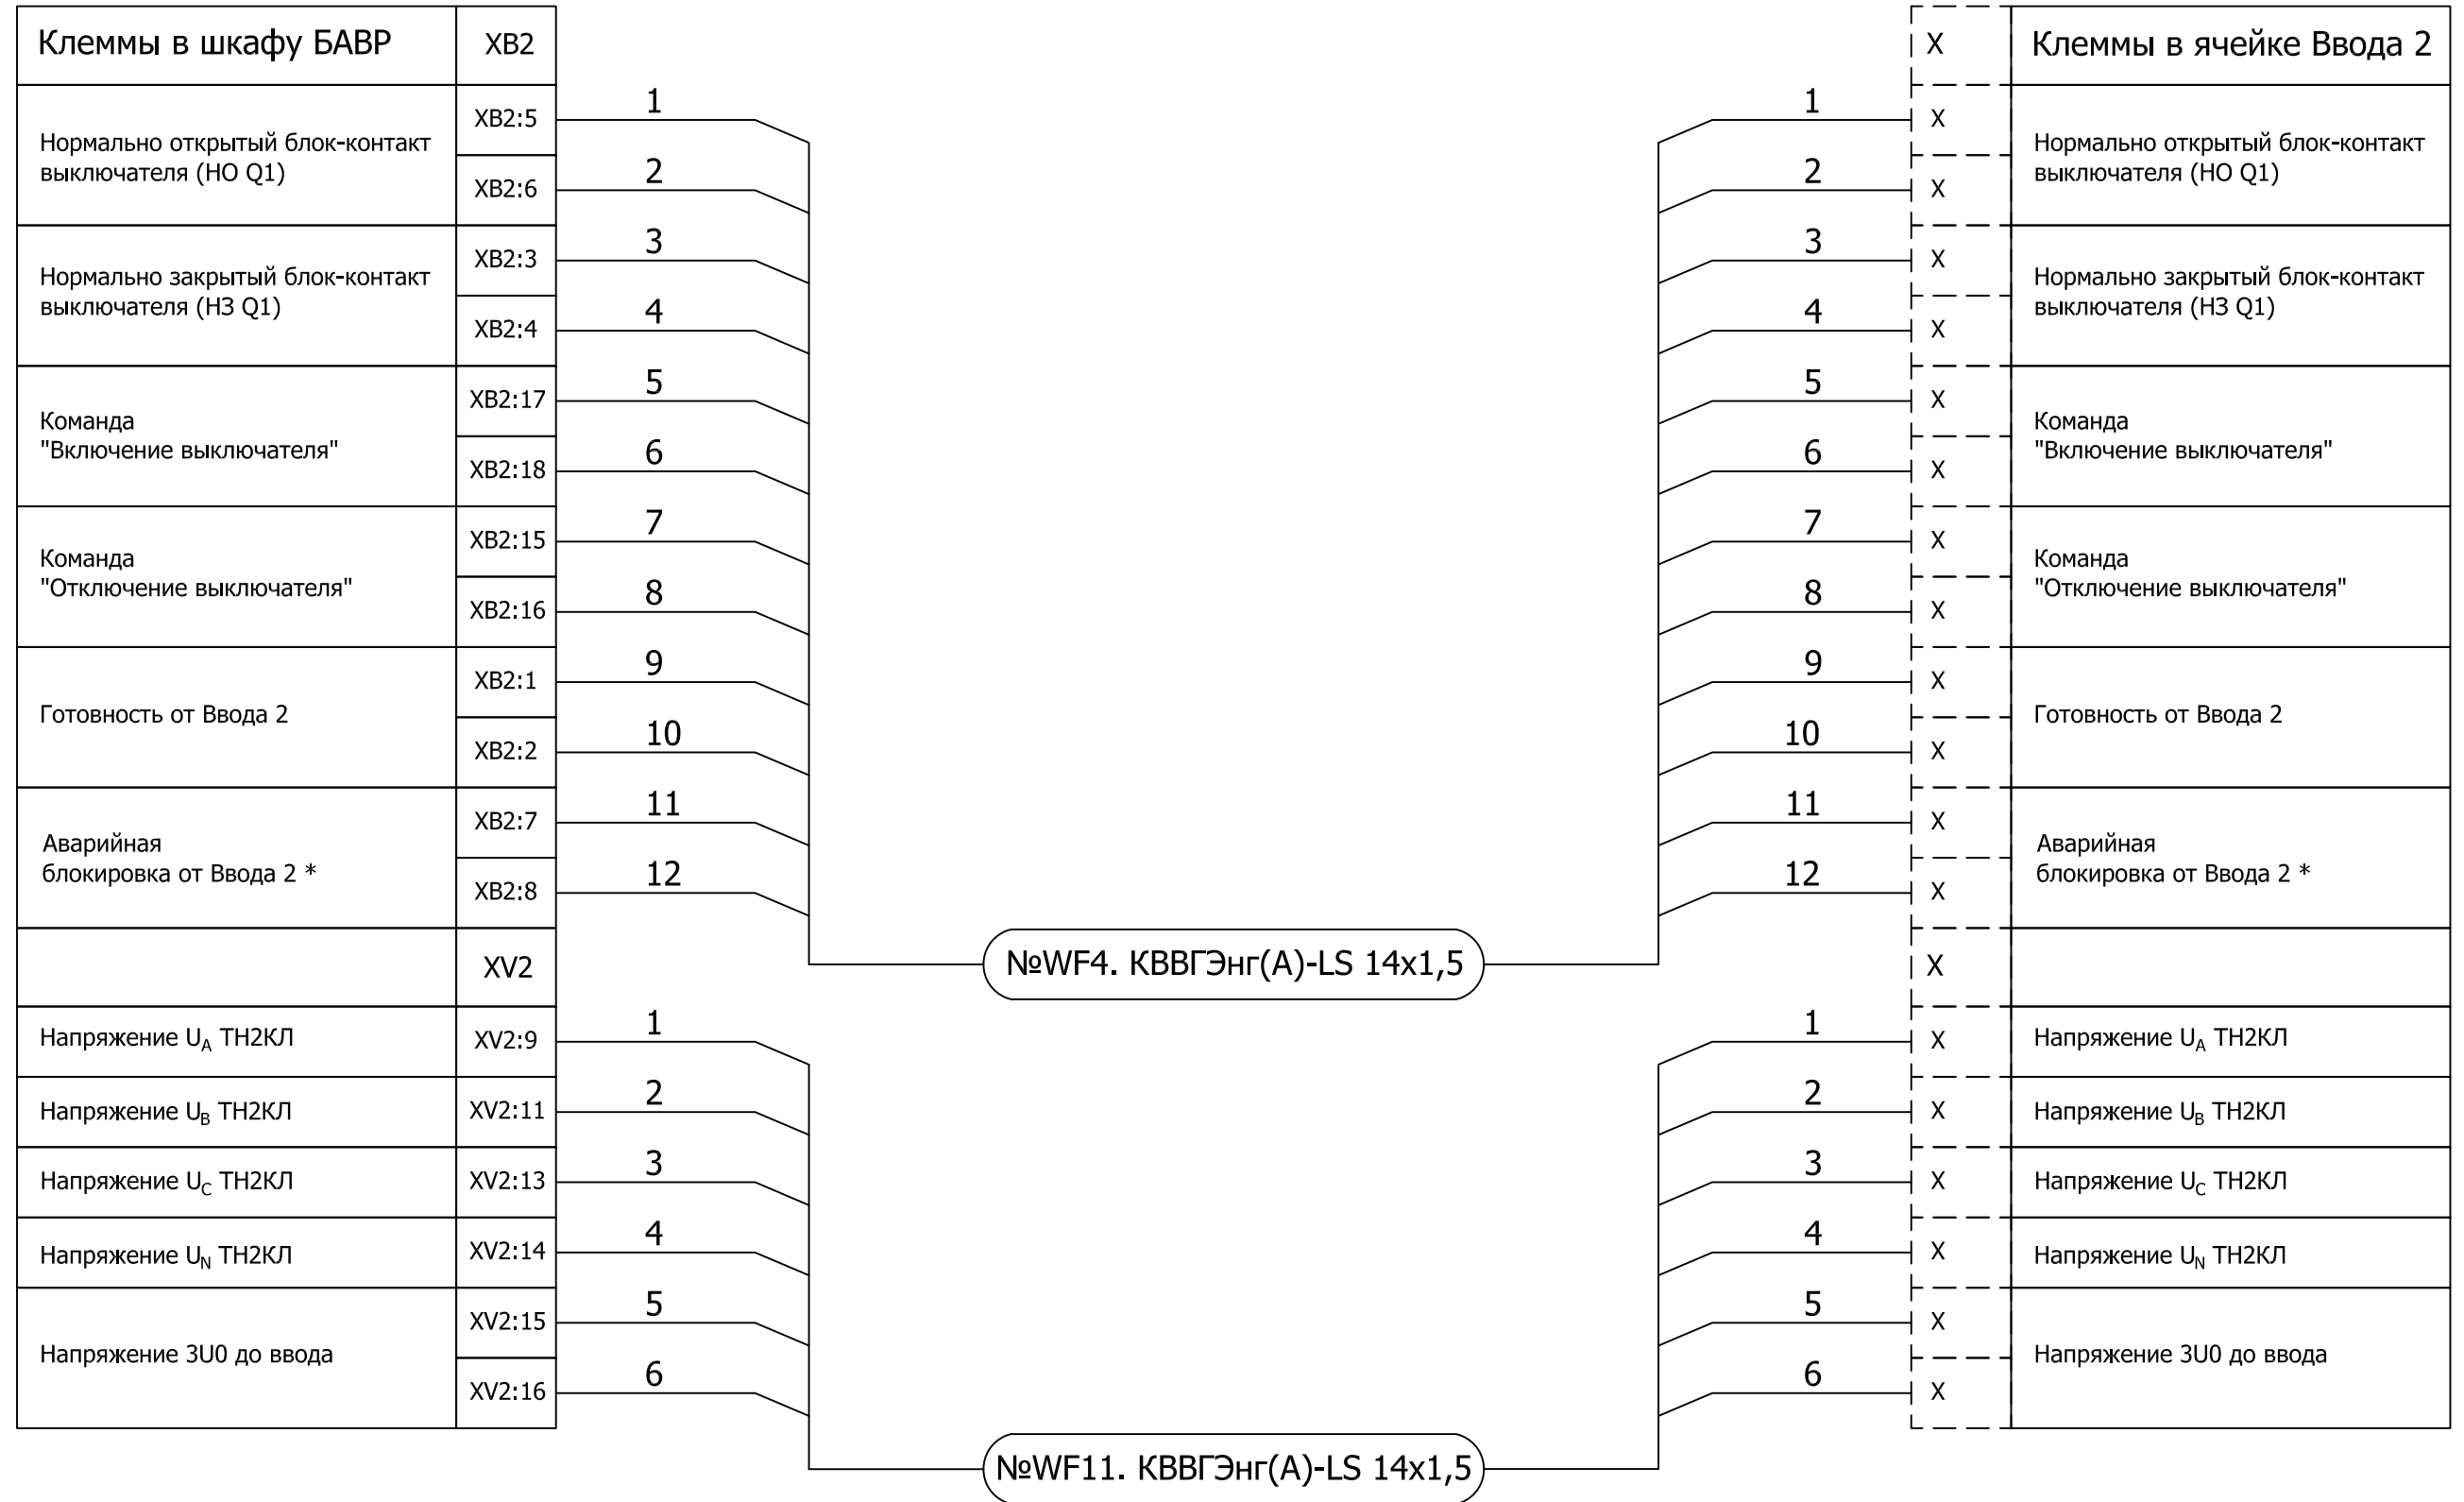 Клеммы в шкафу БАВР
XB2
X
Клеммы в ячейке Ввода 2
Нормально открытый блок-контакт
выключателя (НО Q1)
XB2:5
1
1
X
XB2:6
2
2
X
Нормально открытый блок-контакт
выключателя (НО Q1)
Нормально закрытый блок-контакт
выключателя (НЗ Q1)
XB2:3
3
3
X
XB2:4
4
4
X
Нормально закрытый блок-контакт
выключателя (НЗ Q1)
Команда
"Включение выключателя"
XB2:17
5
5
X
XB2:18
6
6
X
Команда
"Включение выключателя"
Команда
"Отключение выключателя"
XB2:15
7
7
X
XB2:16
8
8
X
Команда
"Отключение выключателя"
Готовность от Ввода 2
XB2:1
9
9
X
XB2:2
10
10
X
Готовность от Ввода 2
Аварийная
блокировка от Ввода 2 *
XB2:7
11
11
X
XB2:8
12
12
X
Аварийная
блокировка от Ввода 2 *
XV2
№WF4. КВВГЭнг(А)-LS 14x1,5
X
Напряжение UA ТН2КЛ
XV2:9
1
1
X
Напряжение UA ТН2КЛ
Напряжение UB ТН2КЛ
XV2:11
2
2
X
Напряжение UB ТН2КЛ
Напряжение UC ТН2КЛ
XV2:13
3
3
X
Напряжение UC ТН2КЛ
Напряжение UN ТН2КЛ
XV2:14
4
4
X
Напряжение UN ТН2КЛ
Напряжение 3U0 до ввода
XV2:15
5
5
X
XV2:16
6
6
X
Напряжение 3U0 до ввода
№WF11. КВВГЭнг(А)-LS 14x1,5